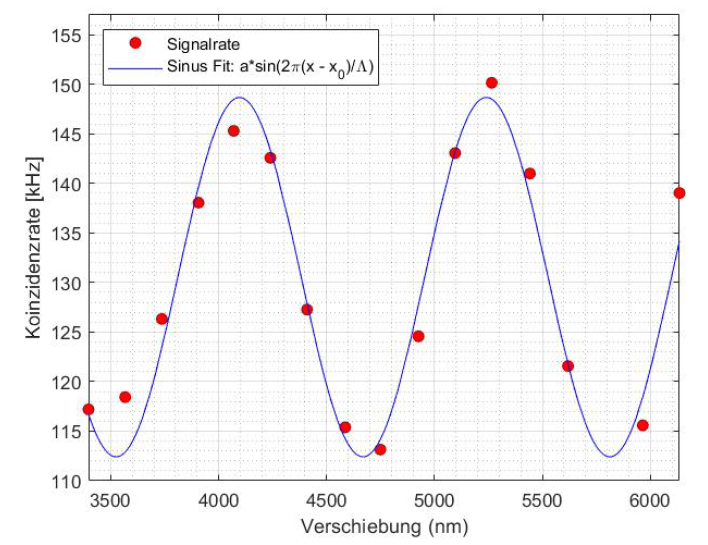 155
150
145
140
135
130
125
120
115
110
Koinzidenzrate [kHz]
Signalrate
Sinus Fit: a*sin(2π(x - x₀)/Λ)
3500 4000 4500 5000 5500 6000
Verschiebung (nm)